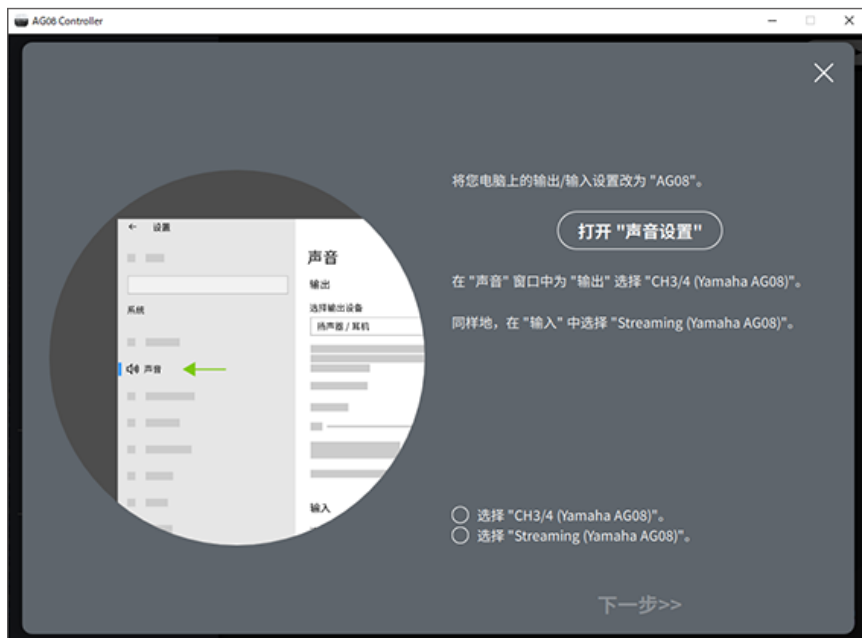 AG08 Controller
将您电脑上的输出/输入设置改为 "AG08"。
打开 "声音设置"
在 "声音" 窗口中为 "输出" 选择 "CH3/4 (Yamaha AG08)"。
同样地，在 "输入" 中选择 "Streaming (Yamaha AG08)"。
设置
系统
声音
声音
输出
选择输出设备
扬声器 / 耳机
输入
选择 "CH3/4 (Yamaha AG08)"。
选择 "Streaming (Yamaha AG08)"。
下一步>>